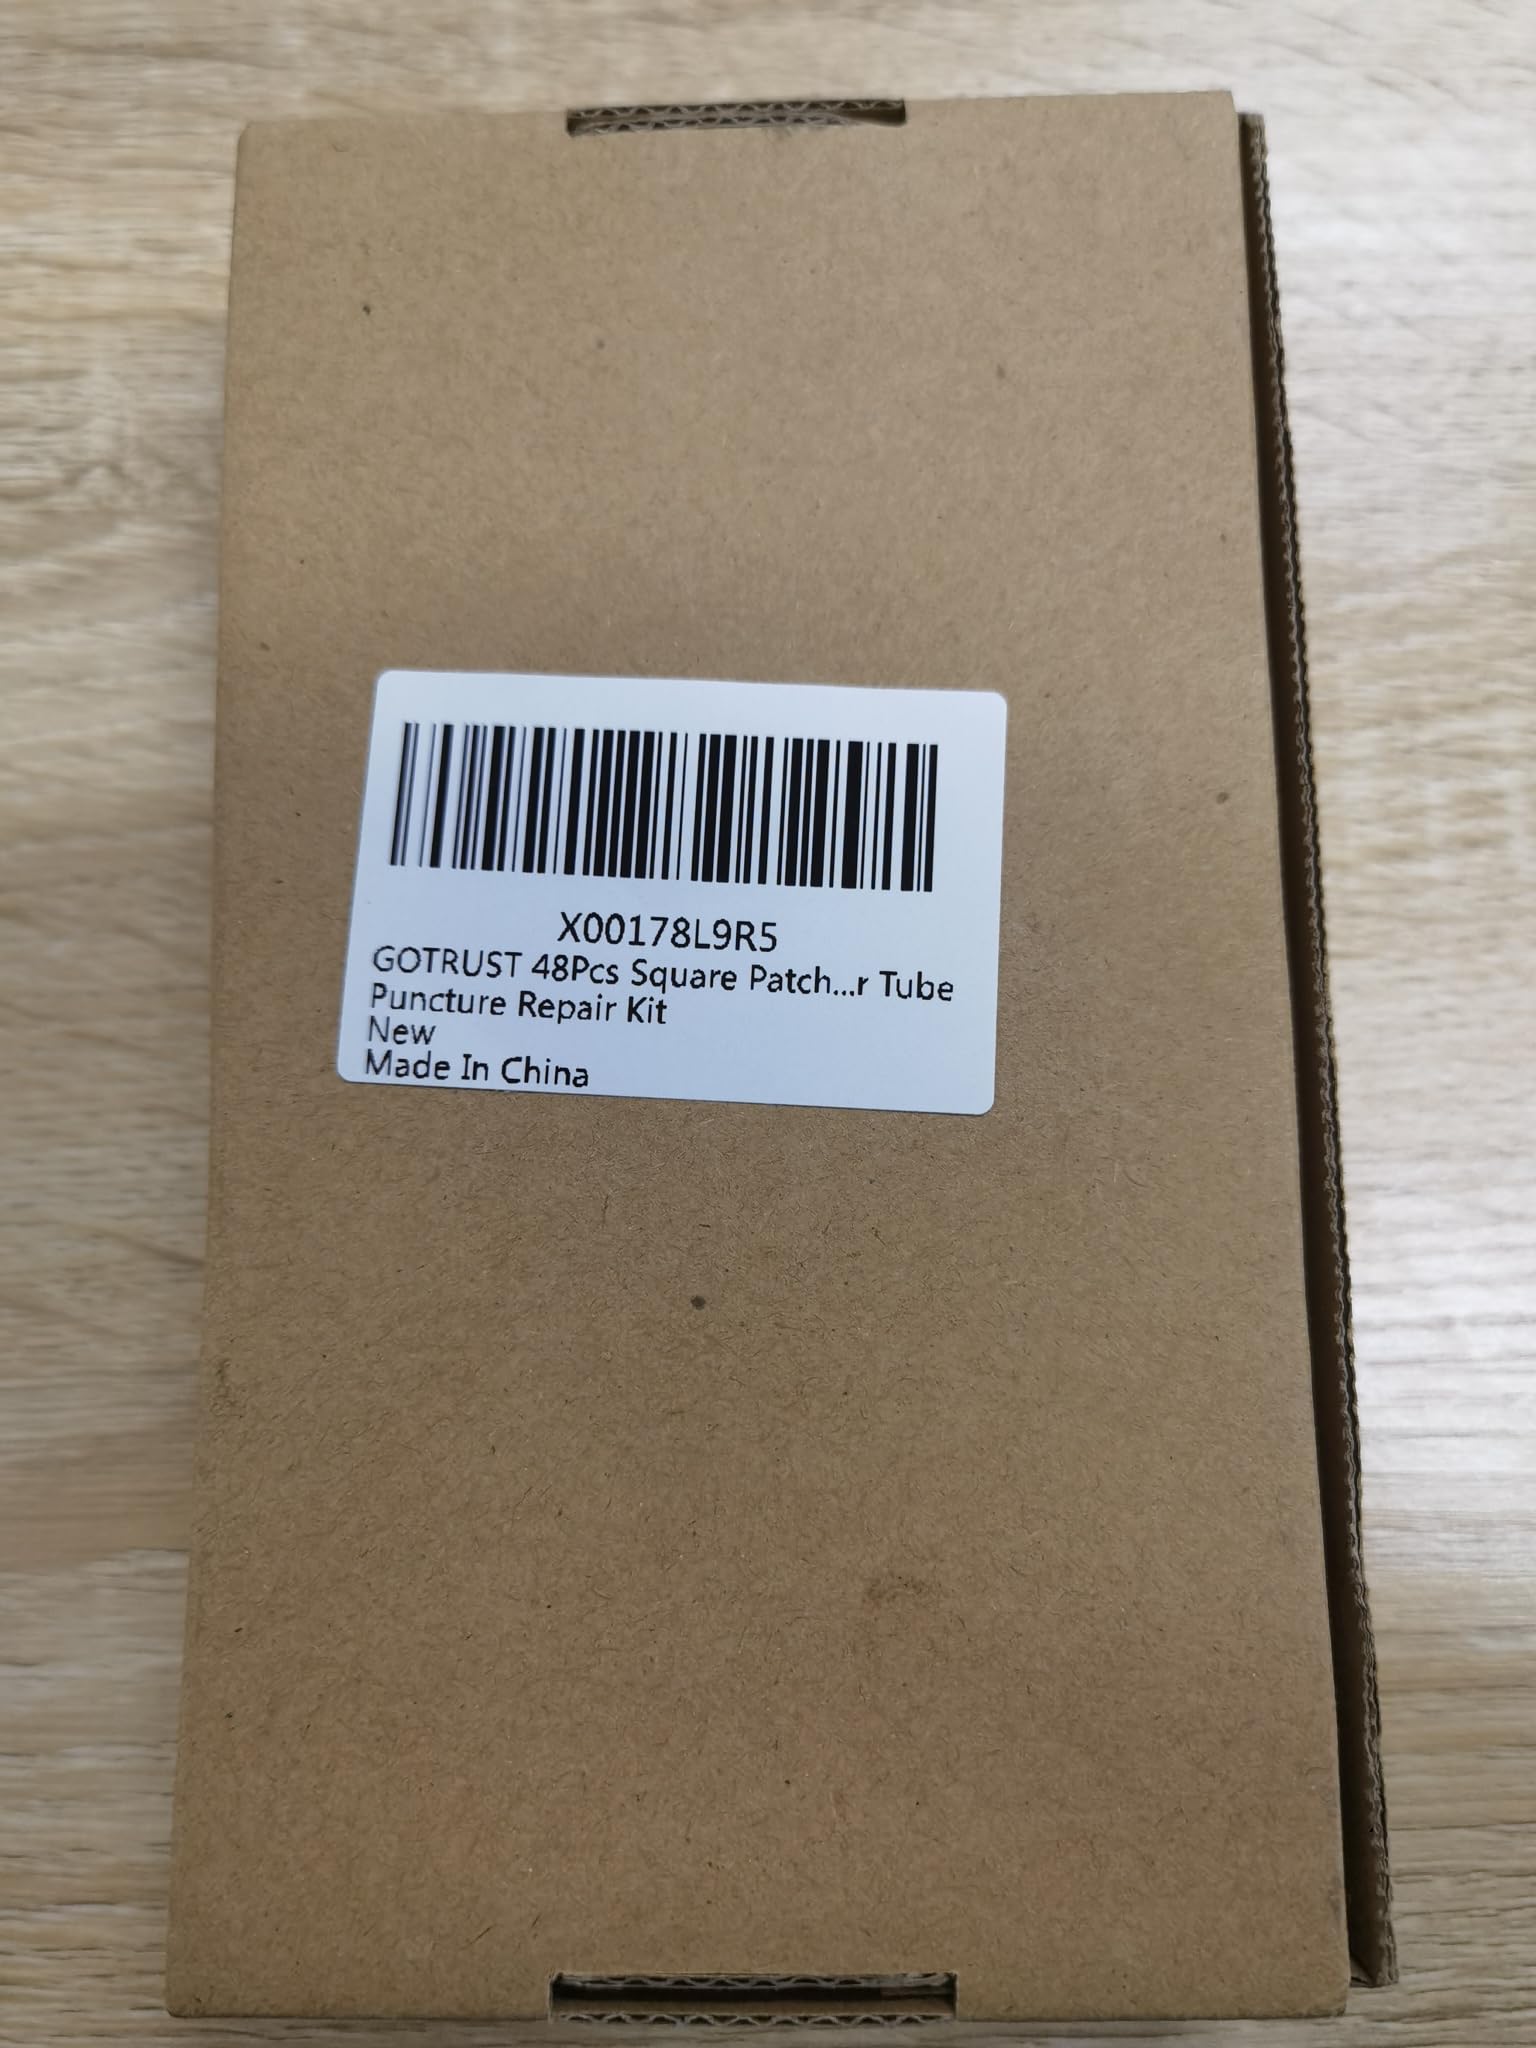 X00178L9R5
GOTRUST 48Pcs Square Patch...r Tube
Puncture Repair Kit
New
Made In China